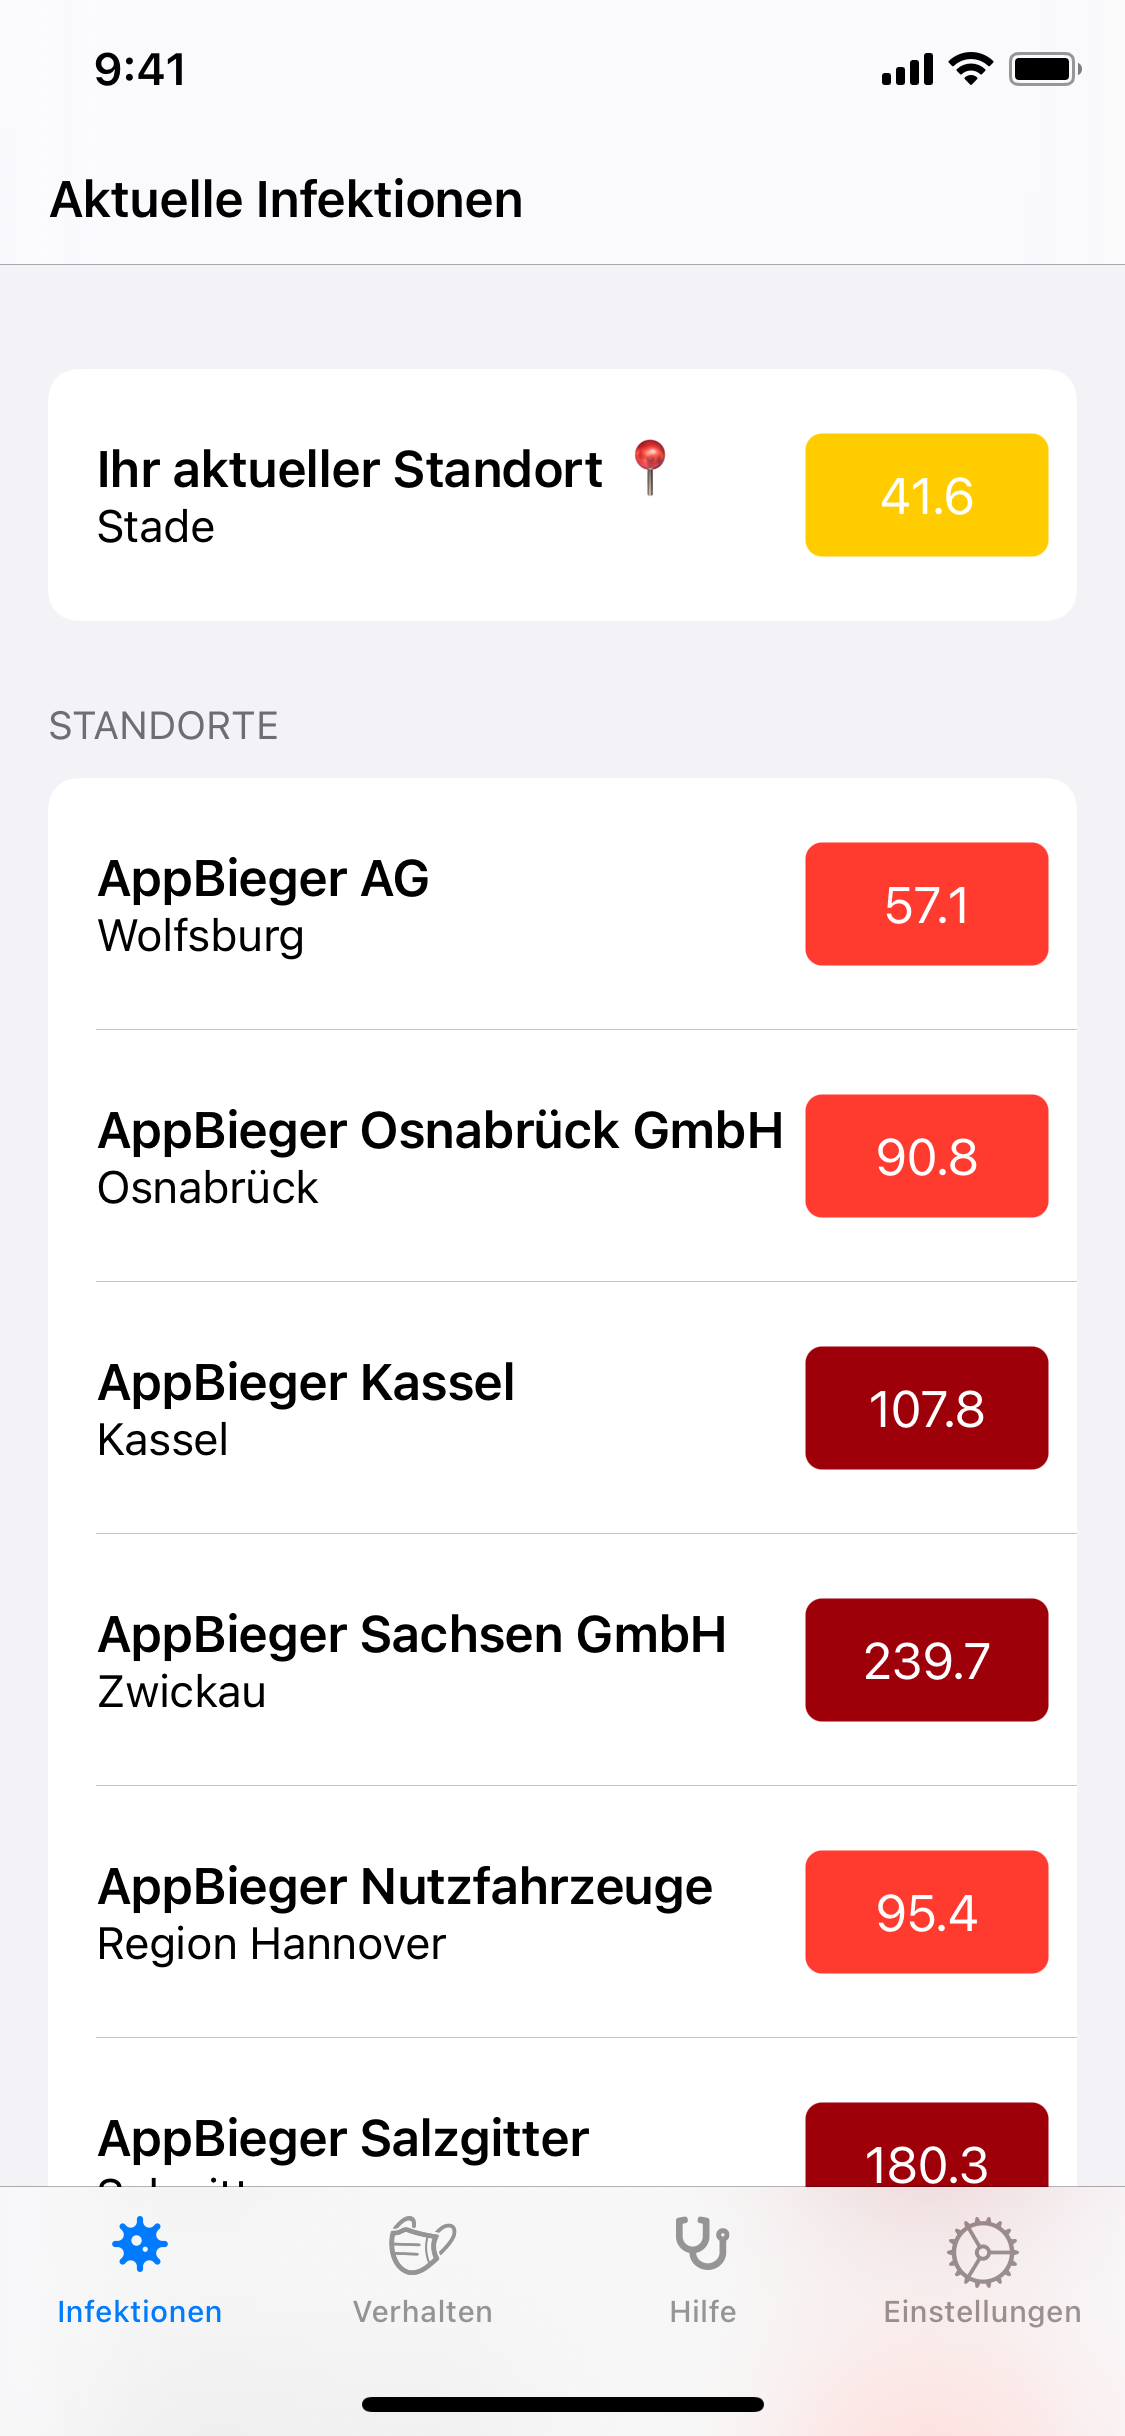 9:41
Aktuelle Infektionen
Ihr aktueller Standort
Stade
41.6
STANDORTE
AppBieger AG
Wolfsburg
57.1
AppBieger Osnabrück GmbH
Osnabrück
90.8
AppBieger Kassel
Kassel
107.8
AppBieger Sachsen GmbH
Zwickau
239.7
AppBieger Nutzfahrzeuge
Region Hannover
95.4
AppBieger Salzgitter
180.3
Infektionen
Verhalten
Hilfe
Einstellungen